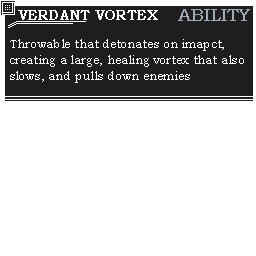 VERDANT VORTEX ABILITY
Throwable that detonates on imapct,
creating a large, healing vortex that also
slows, and pulls down enemies